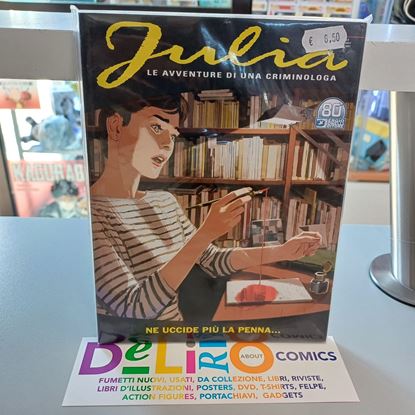 € 6,50
Julia
LE AVVENTURE DI UNA CRIMINOLOGA
80
NE UCCIDE PIÙ LA PENNA...
DeLiRiO ABOUT COMICS
FUMETTI NUOVI, USATI, DA COLLEZIONE, LIBRI, RIVISTE,
LIBRI D'ILLUSTRAZIONI, POSTERS, DVD, T-SHIRTS, FELPE,
ACTION FIGURES, PORTACHIAVI, GADGETS